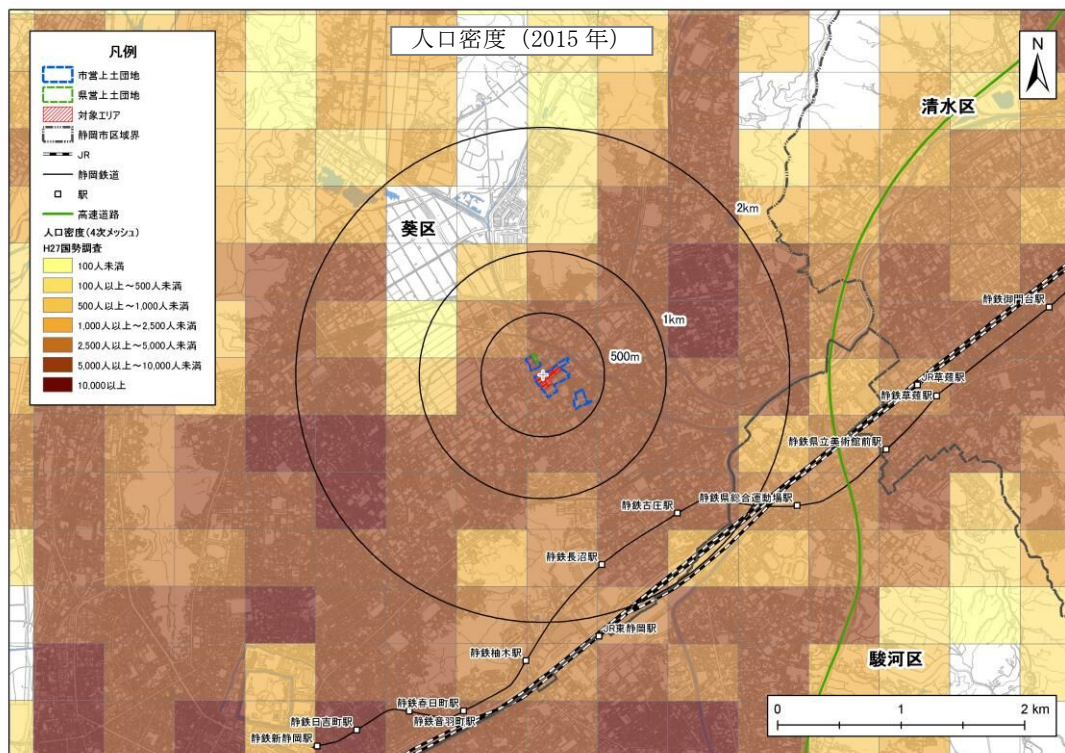 人口密度（2015 年）
凡例
市営上土団地
県営上土団地
対象エリア
静岡市区域界
JR
静岡鉄道
駅
高速道路
人口密度（4次メッシュ）
H27国勢調査
100人未満
100人以上～500人未満
500人以上～1,000人未満
1,000人以上～2,500人未満
2,500人以上～5,000人未満
5,000人以上～10,000人未満
10,000以上
N
清水区
葵区
2km
1km
500m
静鉄御門台駅
JR草薙駅
静鉄草薙駅
静鉄県立美術館前駅
静鉄県総合運動場駅
静鉄古庄駅
静鉄長沼駅
JR東静岡駅
静鉄柚木駅
駿河区
静鉄春日町駅
静鉄音羽町駅
静鉄日吉町駅
静鉄新静岡駅
0 1 2 km